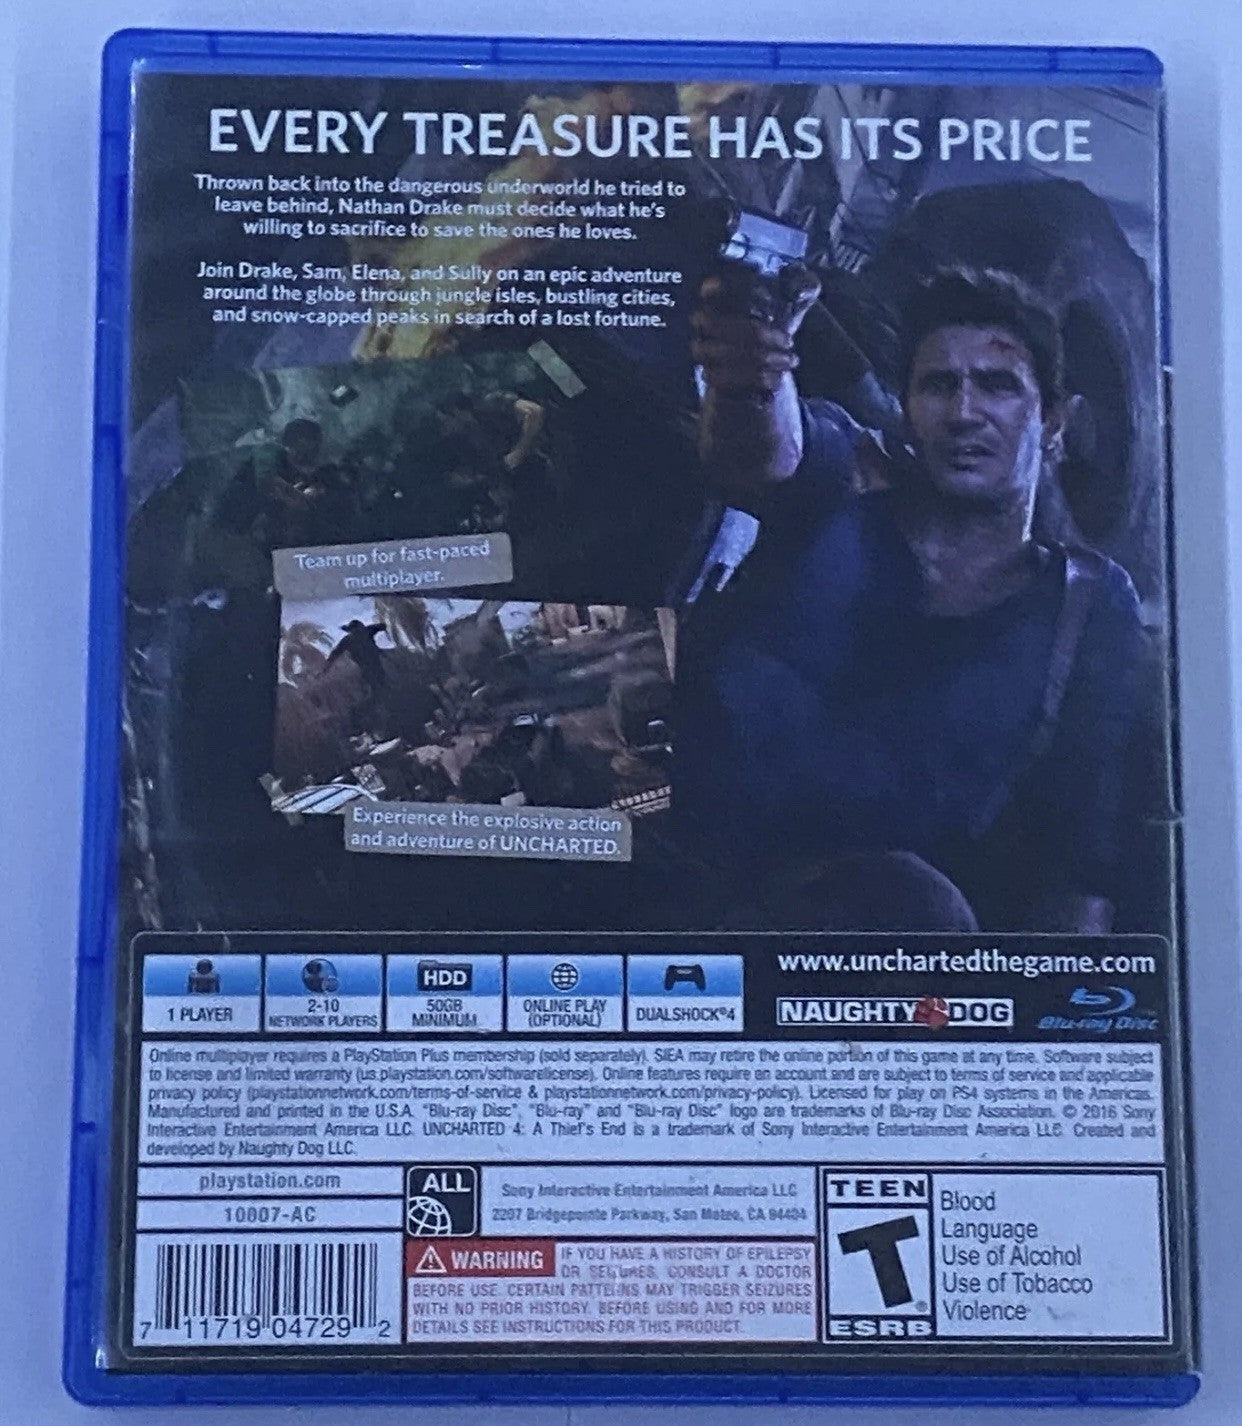 EVERY TREASURE HAS ITS PRICE
Thrown back into the dangerous underworld he tried to
leave behind, Nathan Drake must decide what he's
willing to sacrifice to save the ones he loves.
Join Drake, Sam, Elena, and Sully on an epic adventure
around the globe through jungle isles, bustling cities,
and snow-capped peaks in search of a lost fortune.
Team up for fast-paced
multiplayer.
Experience the explosive action
and adventure of UNCHARTED.
www.unchartedthegame.com
1 PLAYER
2-10
NETWORK PLAYERS
HDD
50GB
MINIMUM
ONLINE PLAY
(OPTIONAL)
DUALSHOCK®4
NAUGHTY DOG
Blu-ray Disc
Online multiplayer requires a PlayStation Plus membership (sold separately). SIEA may retire the online portion of this game at any time. Software subject
to license and limited warranty (us.playstation.com/softwarelicense). Online features require an account and are subject to terms of service and applicable
privacy policy (playstationnetwork.com/terms-of-service & playstationnetwork.com/privacy-policy). Licensed for play on PS4 systems in the Americas.
Manufactured and printed in the U.S.A. "Blu-ray Disc", "Blu-ray" and "Blu-ray Disc" logo are trademarks of Blu-ray Disc Association. © 2016 Sony
Interactive Entertainment America LLC. UNCHARTED 4: A Thief's End is a trademark of Sony Interactive Entertainment America LLC. Created and
developed by Naughty Dog LLC.
playstation.com
10007-AC
ALL
Sony Interactive Entertainment America LLC
2207 Bridgepointe Parkway, San Mateo, CA 94404
WARNING IF YOU HAVE A HISTORY OF EPILEPSY
OR SEIZURES, CONSULT A DOCTOR
BEFORE USE. CERTAIN PATTERNS MAY TRIGGER SEIZURES
WITH NO PRIOR HISTORY. BEFORE USING AND FOR MORE
DETAILS SEE INSTRUCTIONS FOR THIS PRODUCT.
7 11719 04729 2
TEEN
T
®
ESRB
Blood
Language
Use of Alcohol
Use of Tobacco
Violence